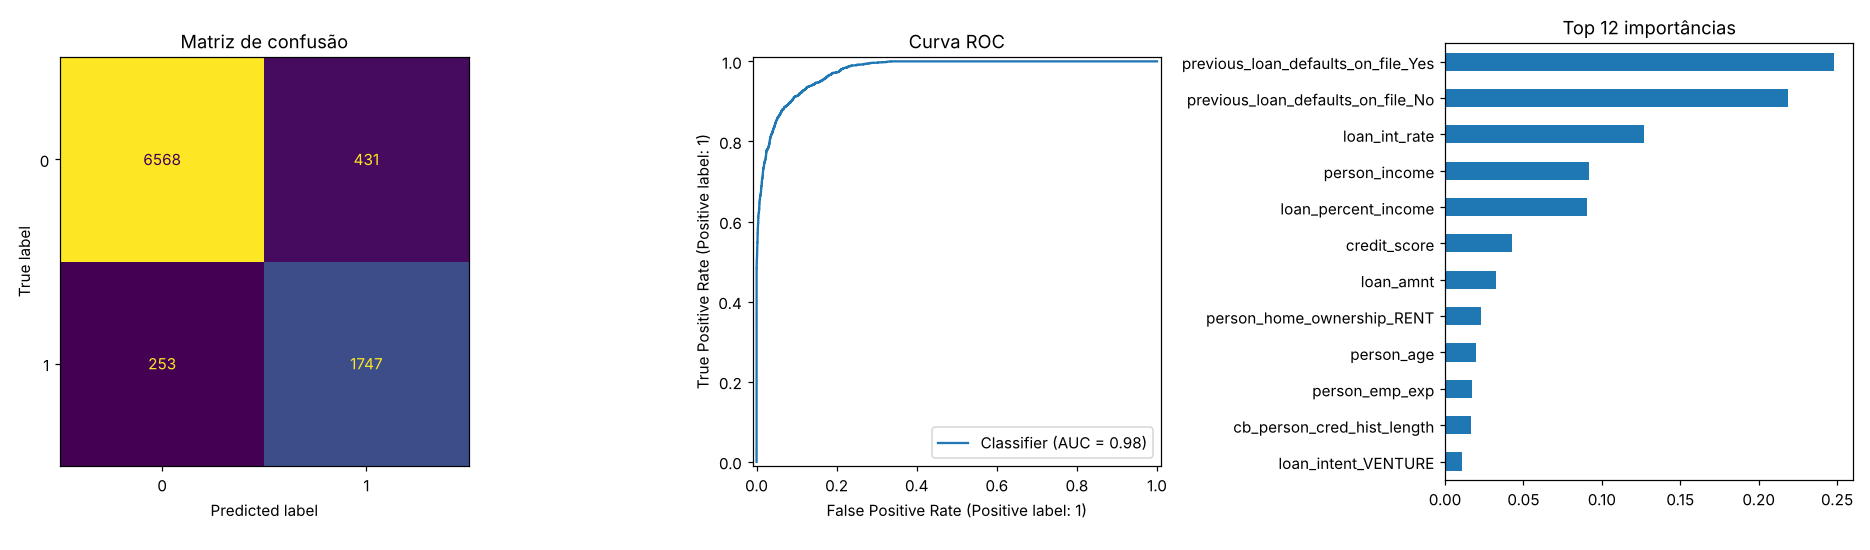 Matriz de confusão
True label
0
1
6568
431
253
1747
0
1
Predicted label
Curva ROC
True Positive Rate (Positive label: 1)
1.0
0.8
0.6
0.4
0.2
0.0
Classifier (AUC = 0.98)
0.0
0.2
0.4
0.6
0.8
1.0
False Positive Rate (Positive label: 1)
Top 12 importâncias
previous_loan_defaults_on_file_Yes
previous_loan_defaults_on_file_No
loan_int_rate
person_income
loan_percent_income
credit_score
loan_amnt
person_home_ownership_RENT
person_age
person_emp_exp
cb_person_cred_hist_length
loan_intent_VENTURE
0.00
0.05
0.10
0.15
0.20
0.25